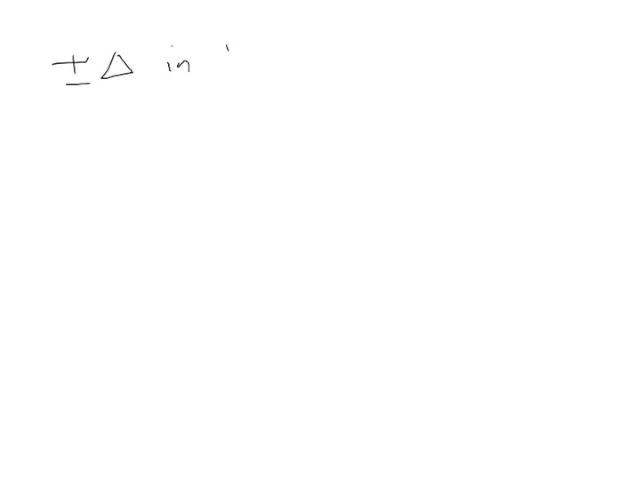 ± △ in '